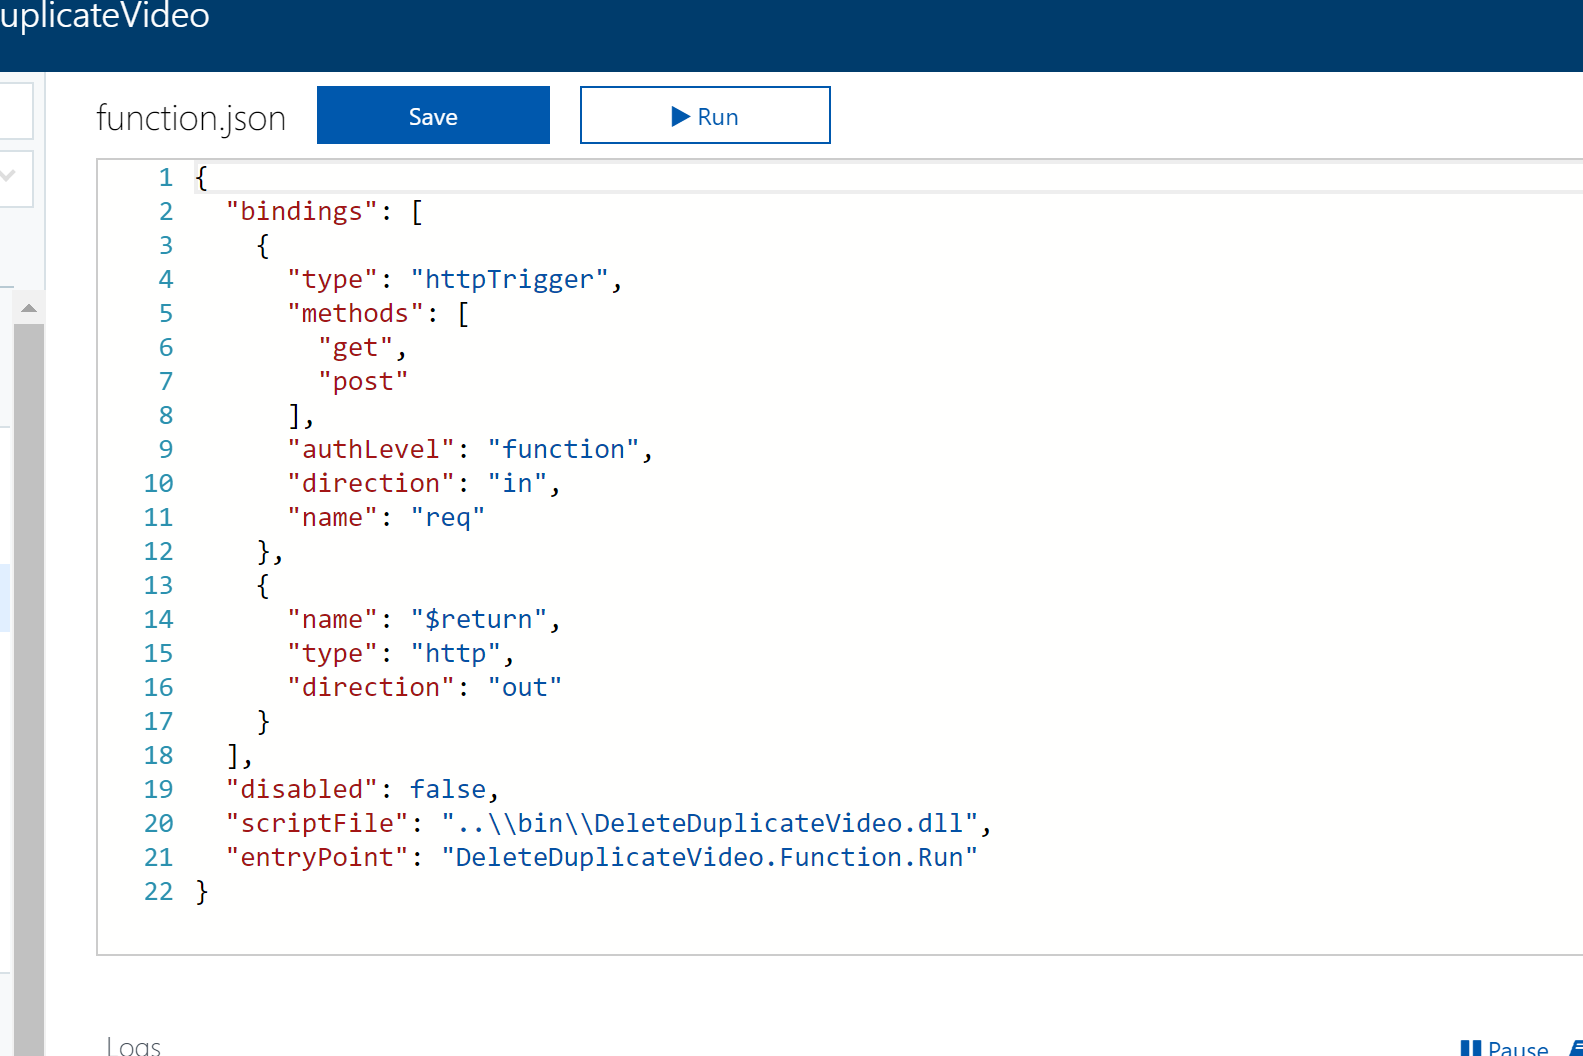 uplicateVideo
function.json
Save
Run
1 {
2   "bindings": [
3     {
4       "type": "httpTrigger",
5       "methods": [
6         "get",
7         "post"
8       ],
9       "authLevel": "function",
10       "direction": "in",
11       "name": "req"
12     },
13     {
14       "name": "$return",
15       "type": "http",
16       "direction": "out"
17     }
18   ],
19   "disabled": false,
20   "scriptFile": "..\\bin\\DeleteDuplicateVideo.dll",
21   "entryPoint": "DeleteDuplicateVideo.Function.Run"
22 }
Logs
Pause